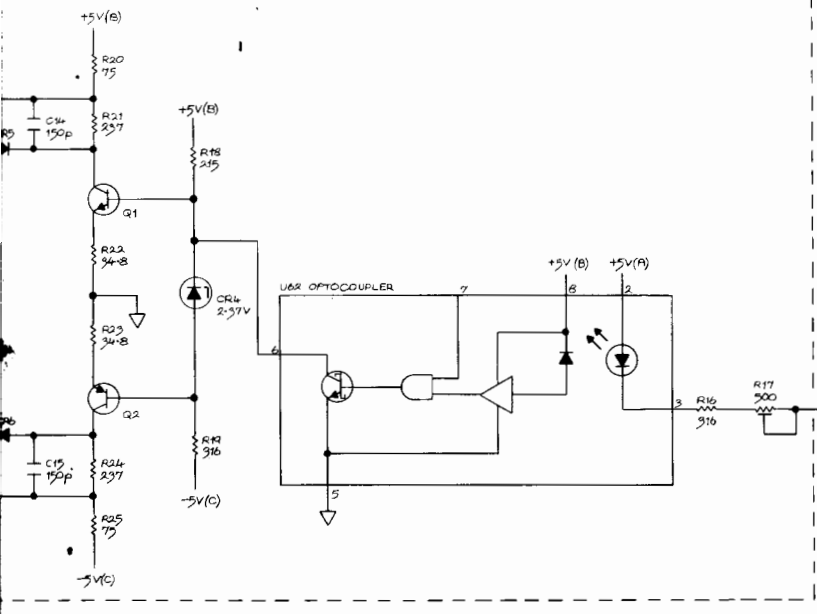 +5V(B)
R20
75
C14
150p
R21
237
R5
+5V(B)
R18
215
Q1
R22
34·8
CR4
2·37V
R23
34·8
Q2
R19
316
-5V(C)
C15
150p
R24
237
R25
75
-5V(C)
U62 OPTOCOUPLER
+5V(B)
+5V(A)
7
8
2
6
3
5
R16
316
R17
500